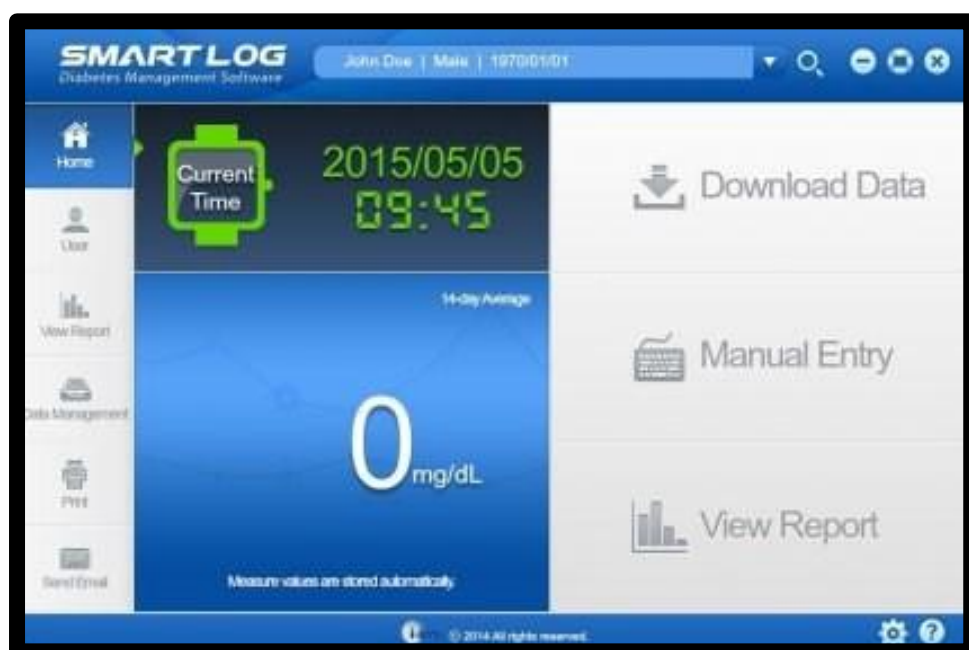 SMART LOG
Diabetes Management Software
John Doe | Male | 1970/01/01
Home
User
View Report
Data Management
Print
Send Email
Current
Time
2015/05/05
09:45
14-day Average
0 mg/dL
Measure values are stored automatically.
Download Data
Manual Entry
View Report
© 2014 All rights reserved.